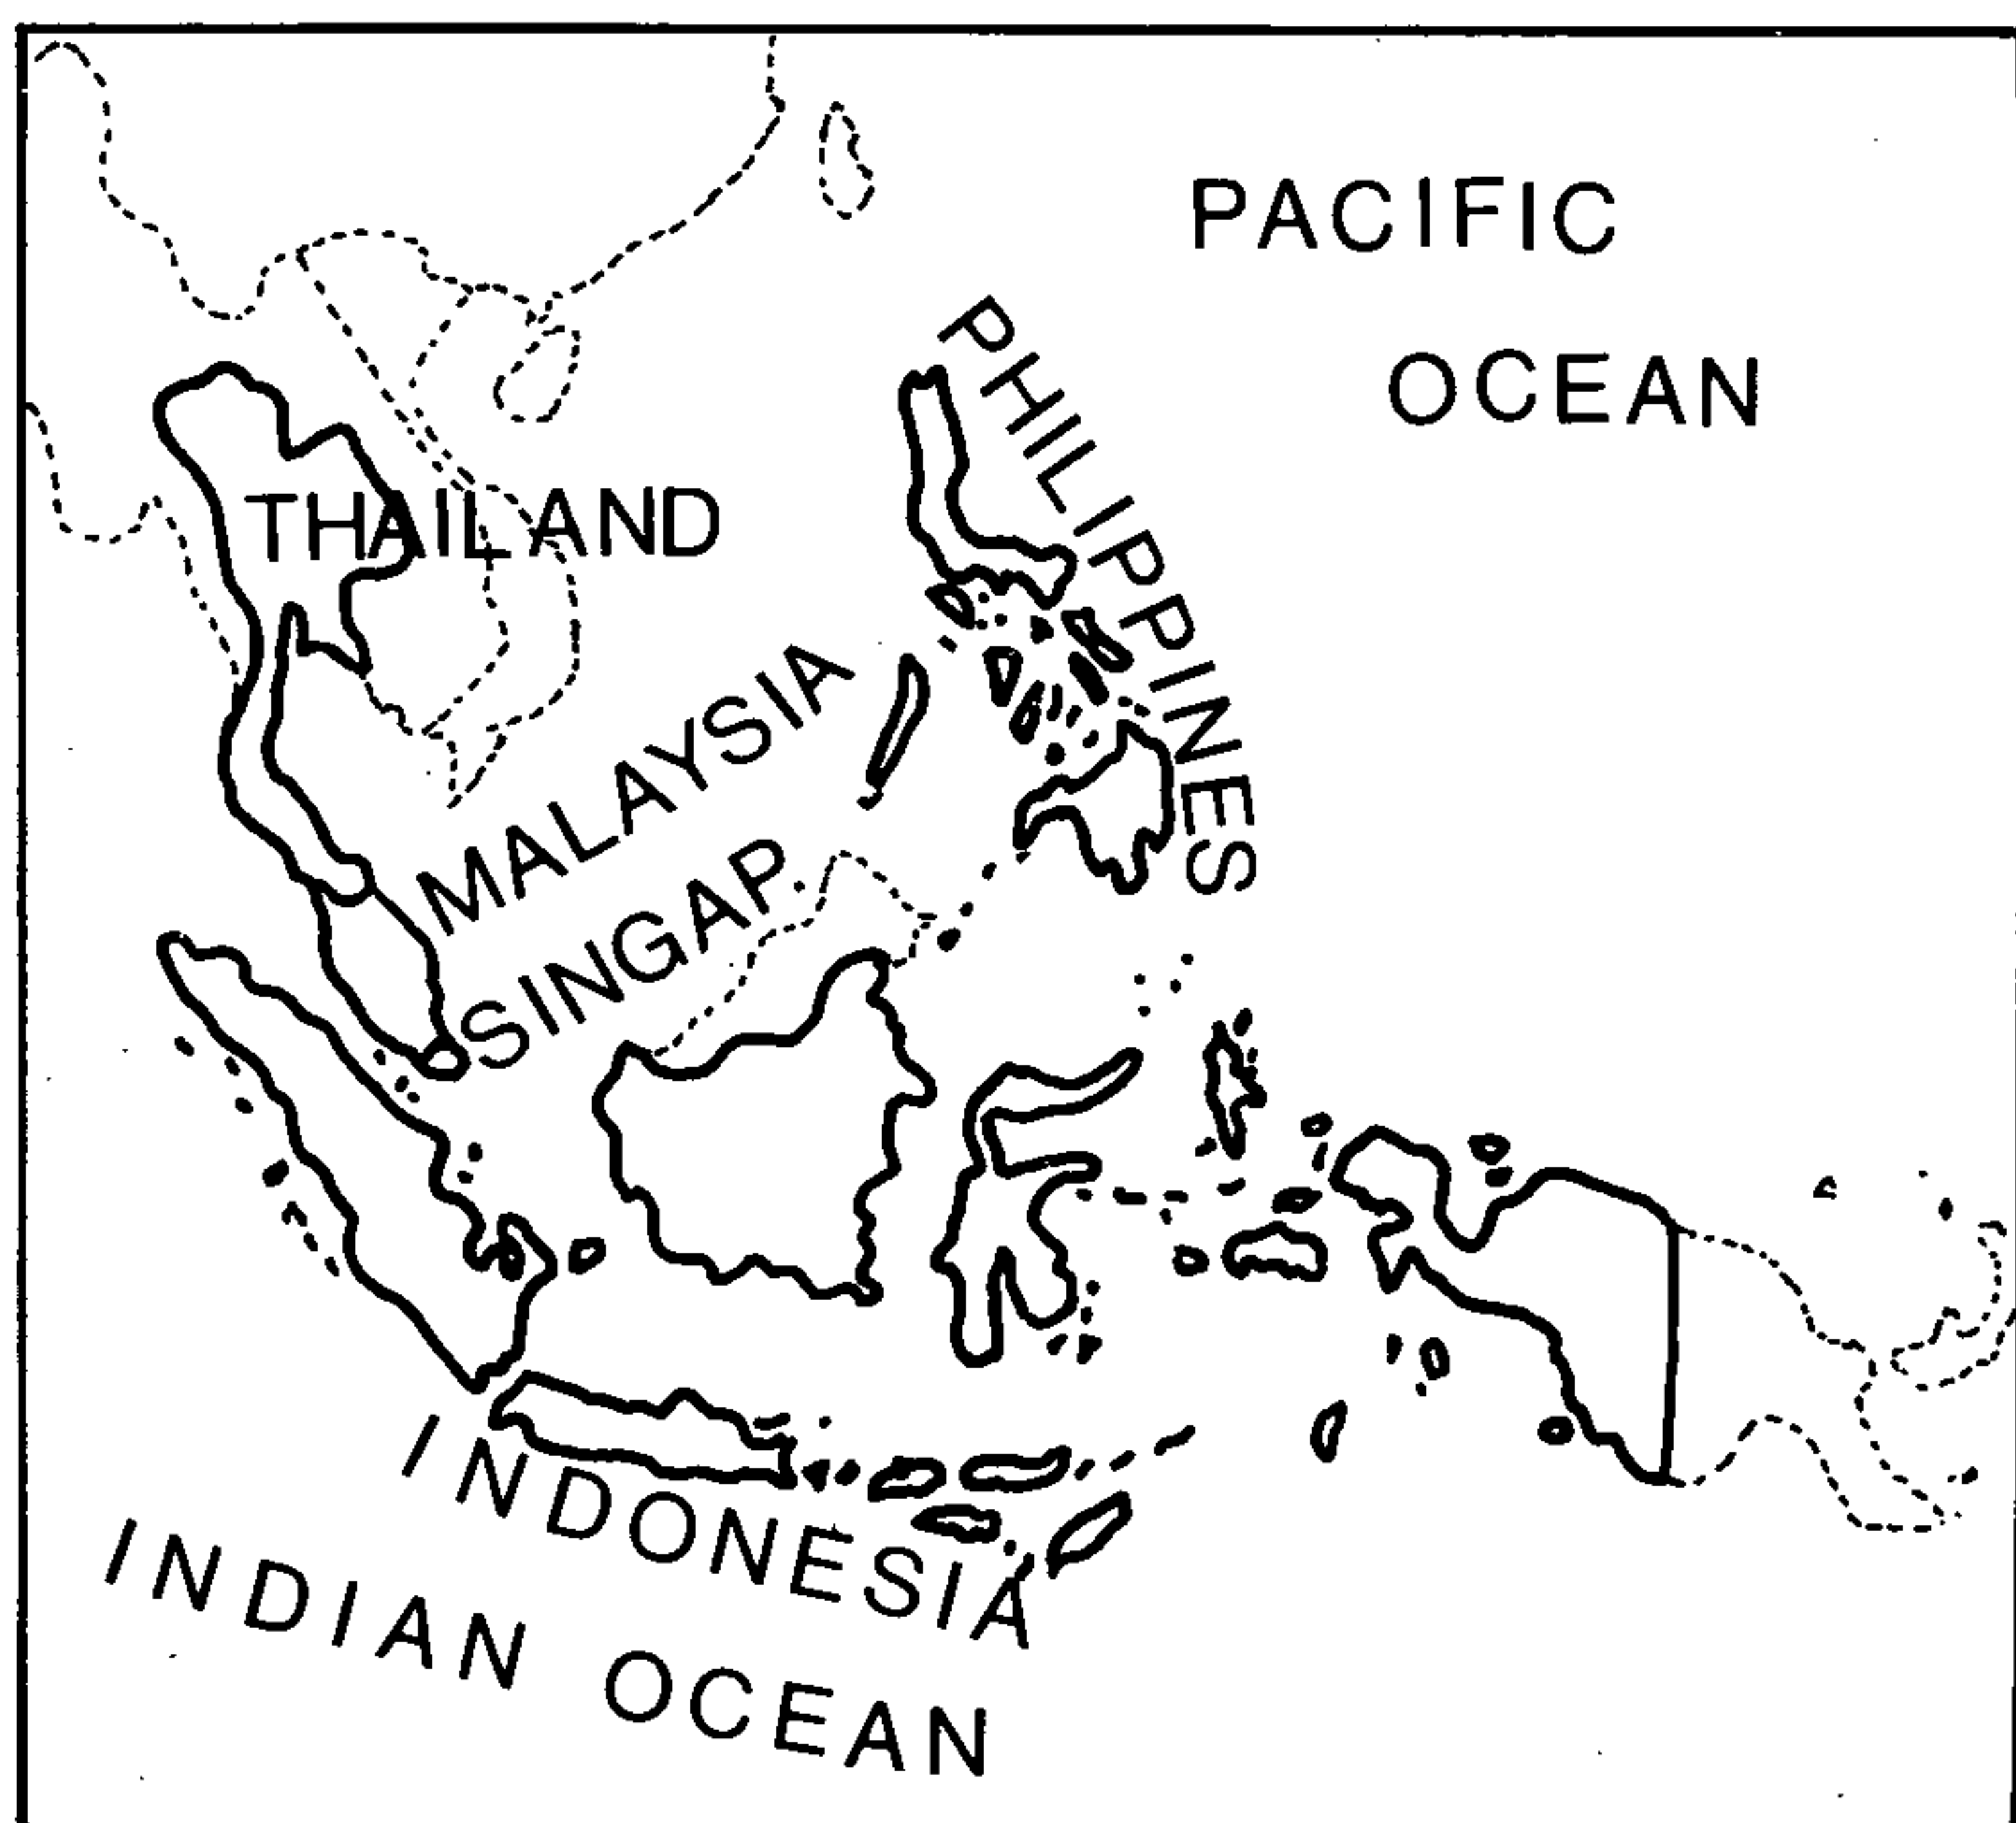 PACIFIC
OCEAN
PHILIPPINES
THAILAND
MALAYSIA
SINGAP.
INDONESIA
INDIAN OCEAN